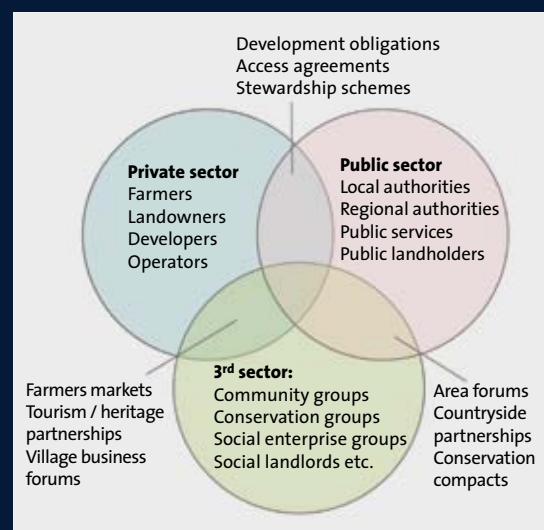 Development obligations
Access agreements
Stewardship schemes
Private sector
Farmers
Landowners
Developers
Operators
Public sector
Local authorities
Regional authorities
Public services
Public landholders
3rd sector:
Community groups
Conservation groups
Social enterprise groups
Social landlords etc.
Farmers markets
Tourism / heritage
partnerships
Village business
forums
Area forums
Countryside
partnerships
Conservation
compacts